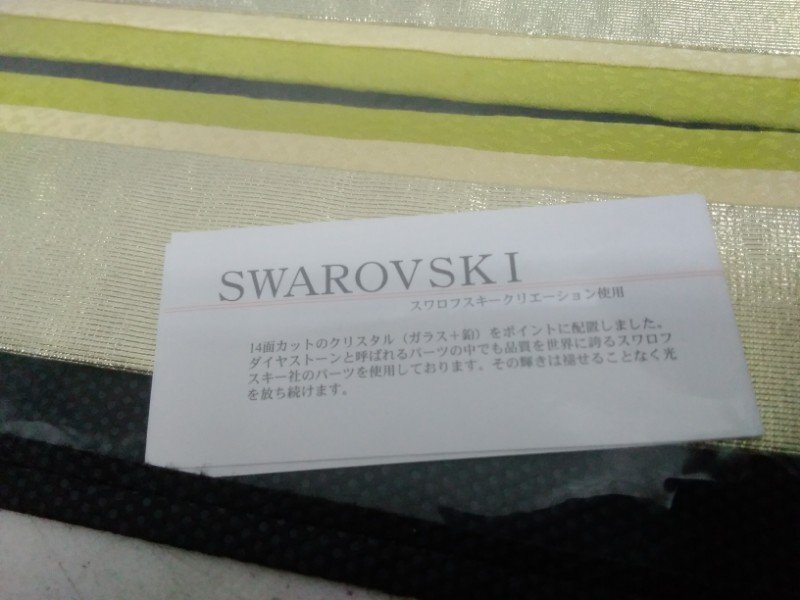 SWAROVSKI
スワロフスキークリエーション使用
14面カットのクリスタル（ガラス＋鉛）をポイントに配置しました。
ダイヤストーンと呼ばれるパーツの中でも品質を世界に誇るスワロフ
スキー社のパーツを使用しております。その輝きは褪せることなく光
を放ち続けます。